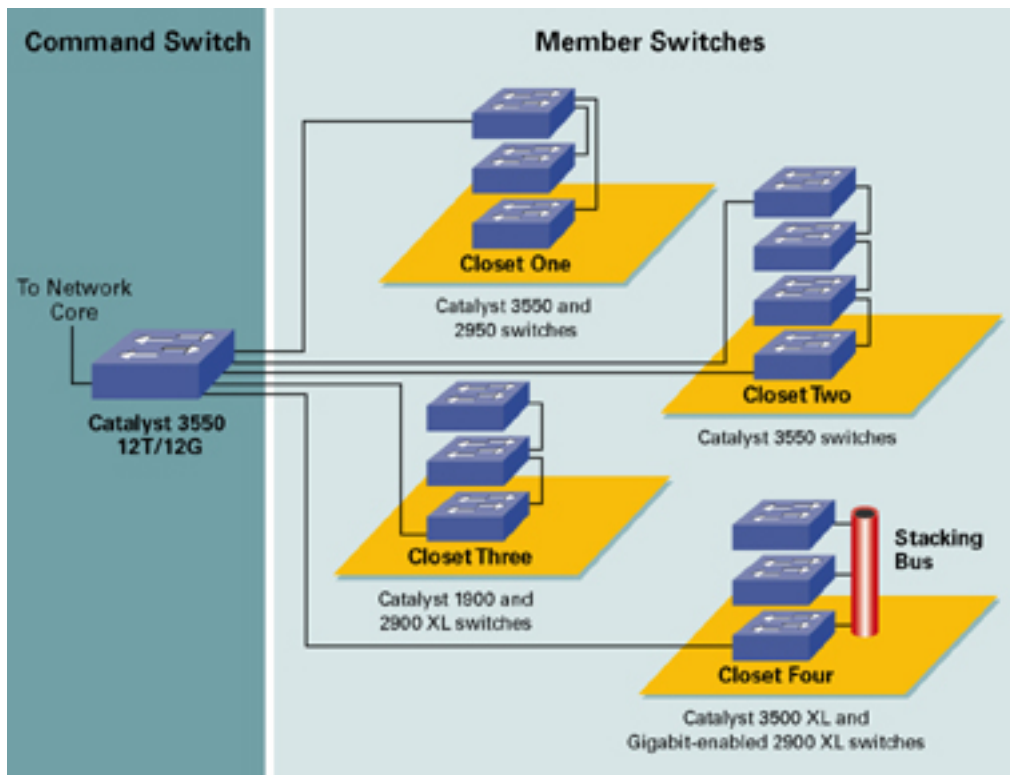 Command Switch
Member Switches
Closet One
Catalyst 3550 and
2950 switches
To Network
Core
Catalyst 3550
12T/12G
Closet Two
Catalyst 3550 switches
Closet Three
Catalyst 1900 and
2900 XL switches
Stacking
Bus
Closet Four
Catalyst 3500 XL and
Gigabit-enabled 2900 XL switches